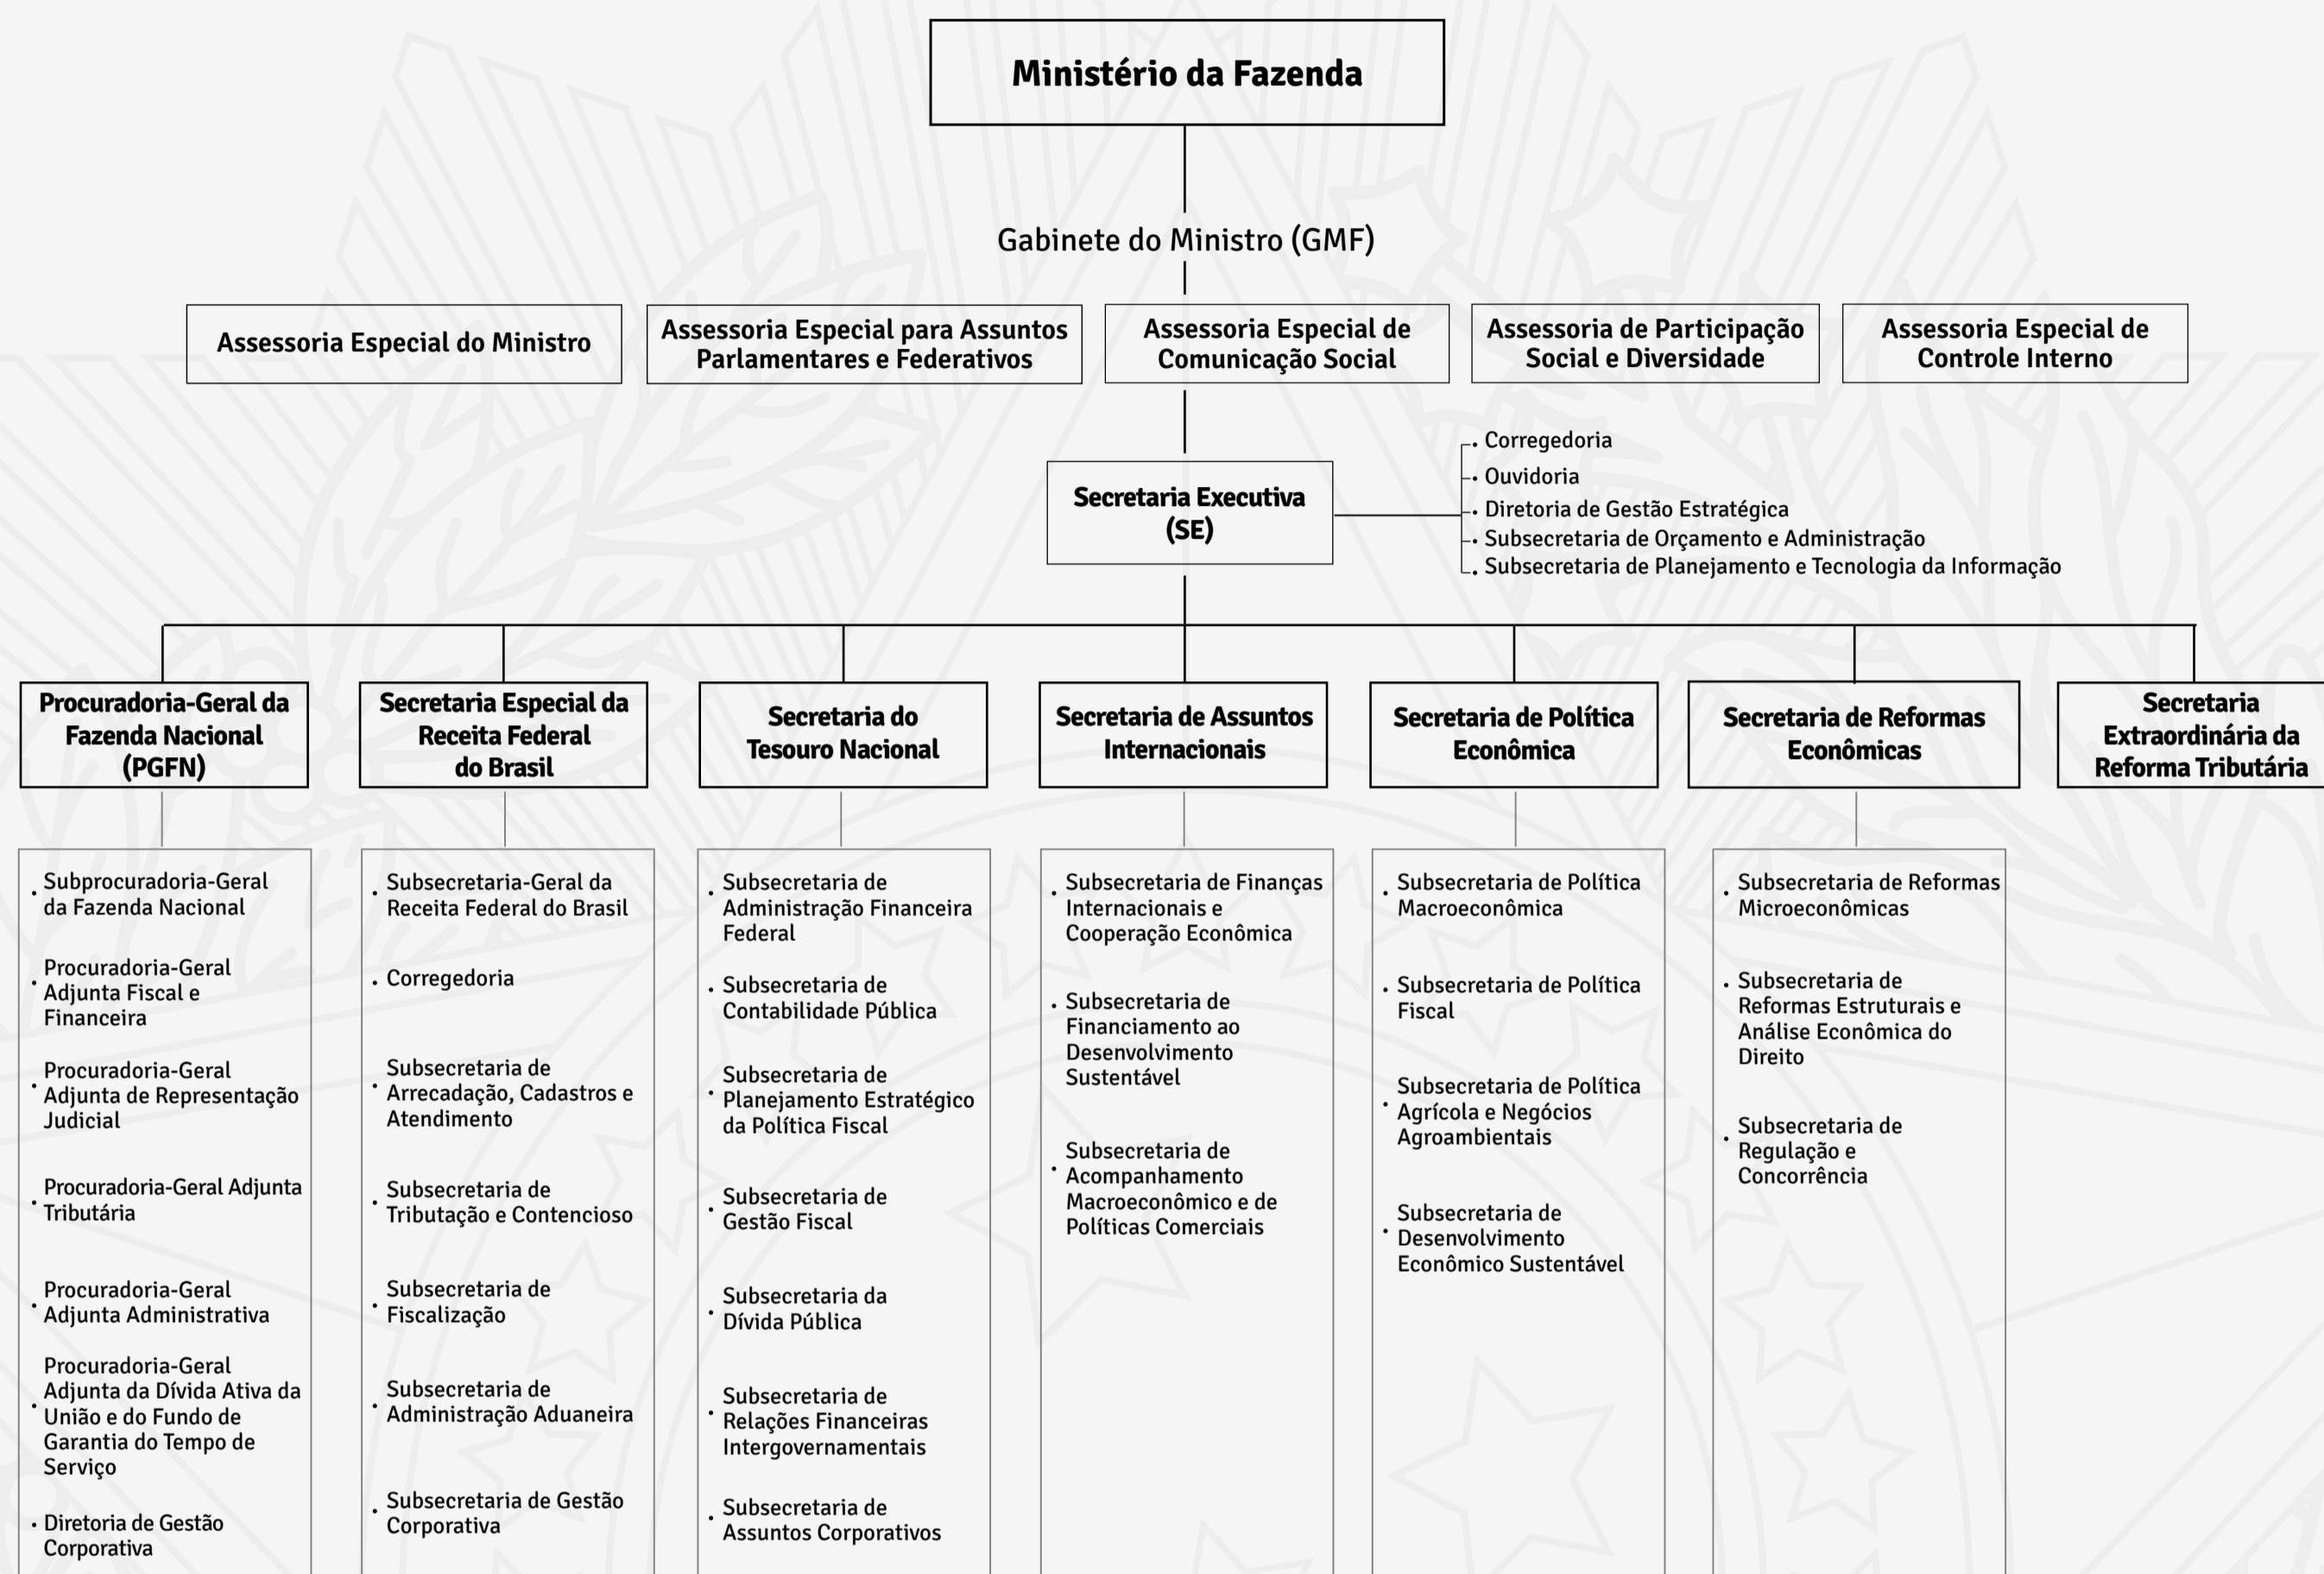 Ministério da Fazenda
Gabinete do Ministro (GMF)
Assessoria Especial do Ministro
Assessoria Especial para Assuntos
Parlamentares e Federativos
Assessoria Especial de
Comunicação Social
Assessoria de Participação
Social e Diversidade
Assessoria Especial de
Controle Interno
Secretaria Executiva
(SE)
Corregedoria
Ouvidoria
Diretoria de Gestão Estratégica
Subsecretaria de Orçamento e Administração
Subsecretaria de Planejamento e Tecnologia da Informação
Procuradoria-Geral da
Fazenda Nacional
(PGFN)
Secretaria Especial da
Receita Federal
do Brasil
Secretaria do
Tesouro Nacional
Secretaria de Assuntos
Internacionais
Secretaria de Política
Econômica
Secretaria de Reformas
Econômicas
Secretaria
Extraordinária da
Reforma Tributária
Subprocuradoria-Geral
da Fazenda Nacional
Procuradoria-Geral
Adjunta Fiscal e
Financeira
Procuradoria-Geral
Adjunta de Representação
Judicial
Procuradoria-Geral Adjunta
Tributária
Procuradoria-Geral
Adjunta Administrativa
Procuradoria-Geral
Adjunta da Dívida Ativa da
União e do Fundo de
Garantia do Tempo de
Serviço
Diretoria de Gestão
Corporativa
Subsecretaria-Geral da
Receita Federal do Brasil
Corregedoria
Subsecretaria de
Arrecadação, Cadastros e
Atendimento
Subsecretaria de
Tributação e Contencioso
Subsecretaria de
Fiscalização
Subsecretaria de
Administração Aduaneira
Subsecretaria de Gestão
Corporativa
Subsecretaria de
Administração Financeira
Federal
Subsecretaria de
Contabilidade Pública
Subsecretaria de
Planejamento Estratégico
da Política Fiscal
Subsecretaria de
Gestão Fiscal
Subsecretaria da
Dívida Pública
Subsecretaria de
Relações Financeiras
Intergovernamentais
Subsecretaria de
Assuntos Corporativos
Subsecretaria de Finanças
Internacionais e
Cooperação Econômica
Subsecretaria de
Financiamento ao
Desenvolvimento
Sustentável
Subsecretaria de
Acompanhamento
Macroeconômico e de
Políticas Comerciais
Subsecretaria de Política
Macroeconômica
Subsecretaria de Política
Fiscal
Subsecretaria de Política
Agrícola e Negócios
Agroambientais
Subsecretaria de
Desenvolvimento
Econômico Sustentável
Subsecretaria de Reformas
Microeconômicas
Subsecretaria de
Reformas Estruturais e
Análise Econômica do
Direito
Subsecretaria de
Regulação e
Concorrência